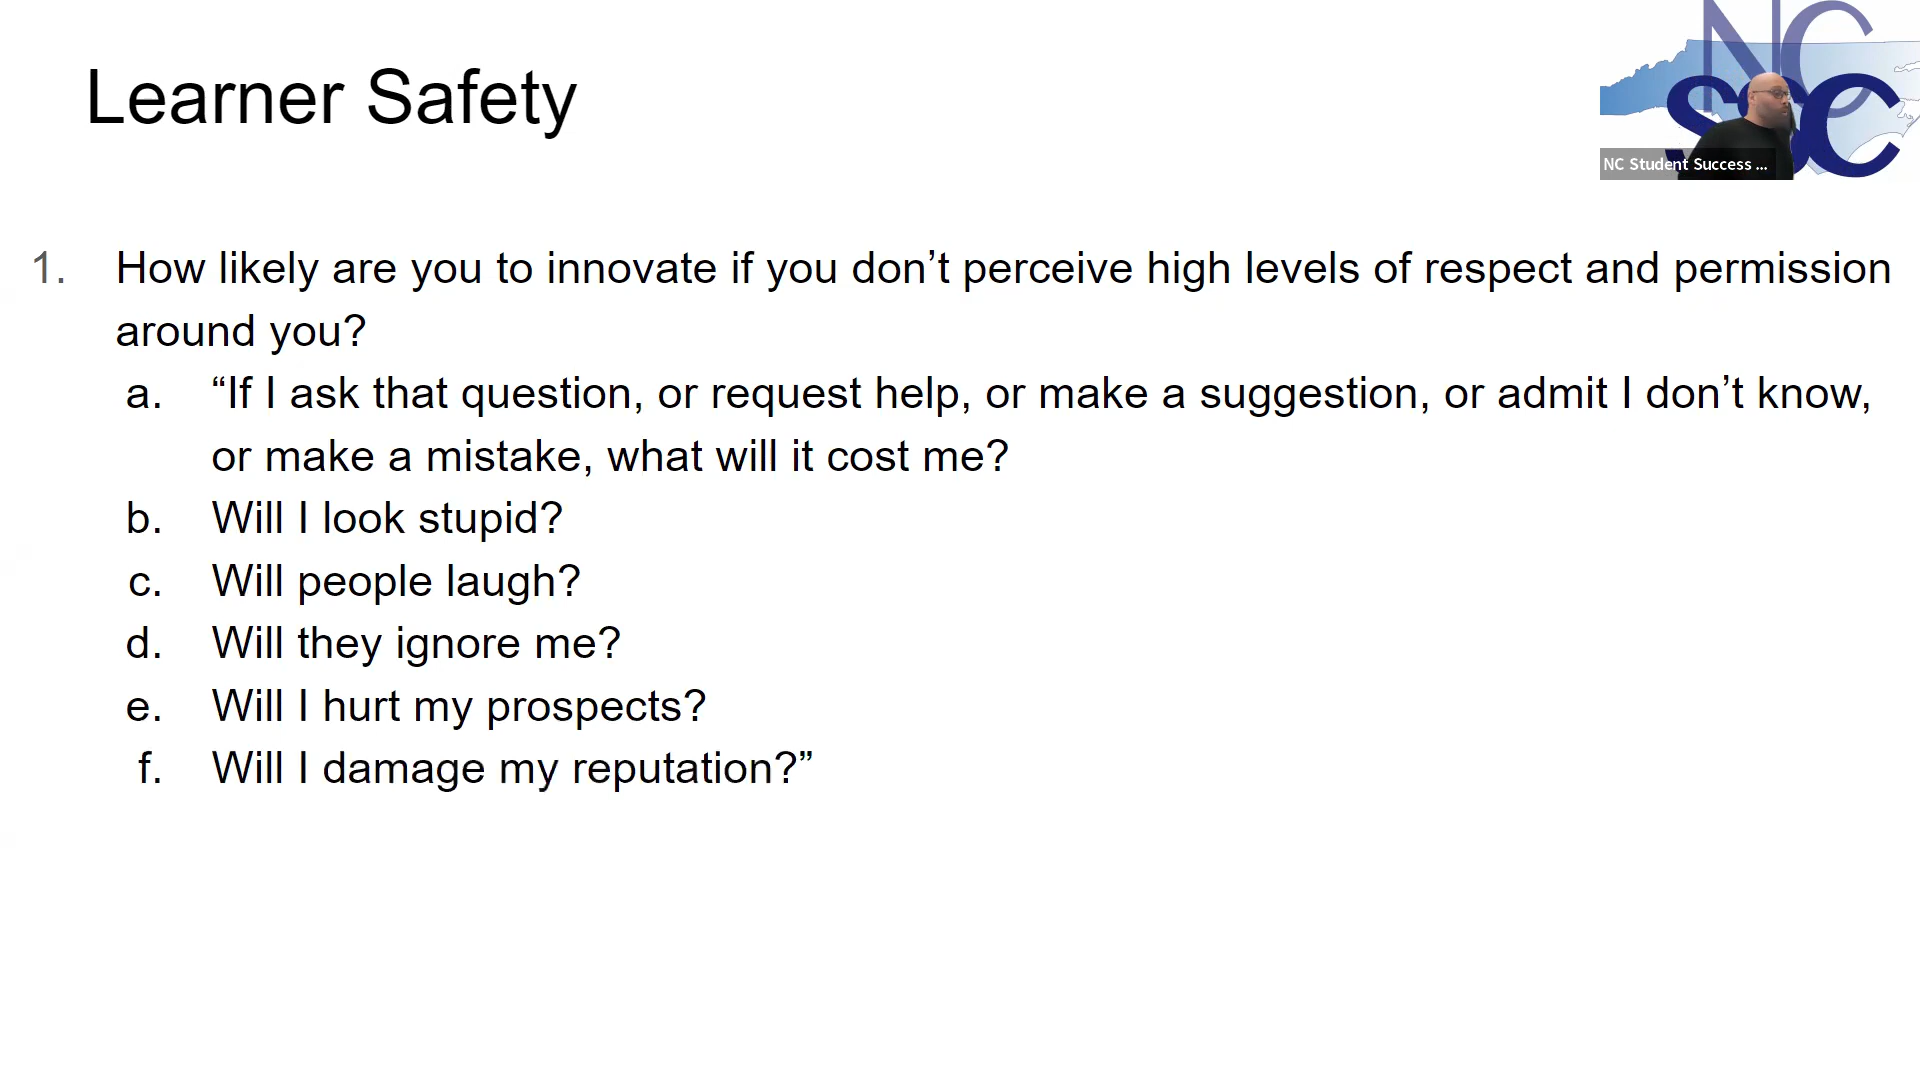 Learner Safety
NC
SSC
NC Student Success ...
1. How likely are you to innovate if you don’t perceive high levels of respect and permission
around you?
a. “If I ask that question, or request help, or make a suggestion, or admit I don’t know,
or make a mistake, what will it cost me?
b. Will I look stupid?
c. Will people laugh?
d. Will they ignore me?
e. Will I hurt my prospects?
f. Will I damage my reputation?”